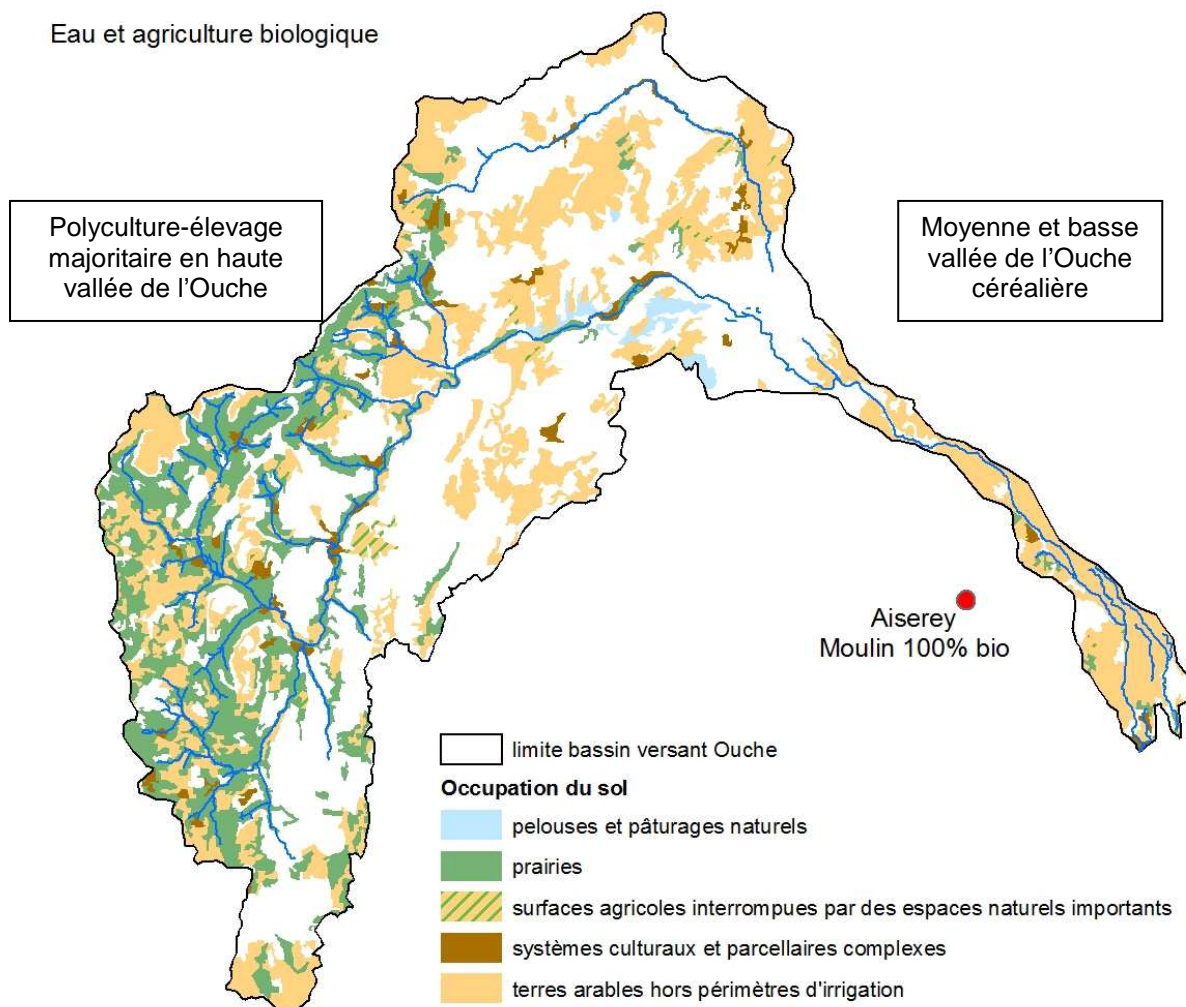 Eau et agriculture biologique
Polyculture-élevage
majoritaire en haute
vallée de l'Ouche
Moyenne et basse
vallée de l'Ouche
céréalière
Aiserey
Moulin 100% bio
limite bassin versant Ouche
Occupation du sol
pelouses et pâturages naturels
prairies
surfaces agricoles interrompues par des espaces naturels importants
systèmes culturaux et parcellaires complexes
terres arables hors périmètres d'irrigation